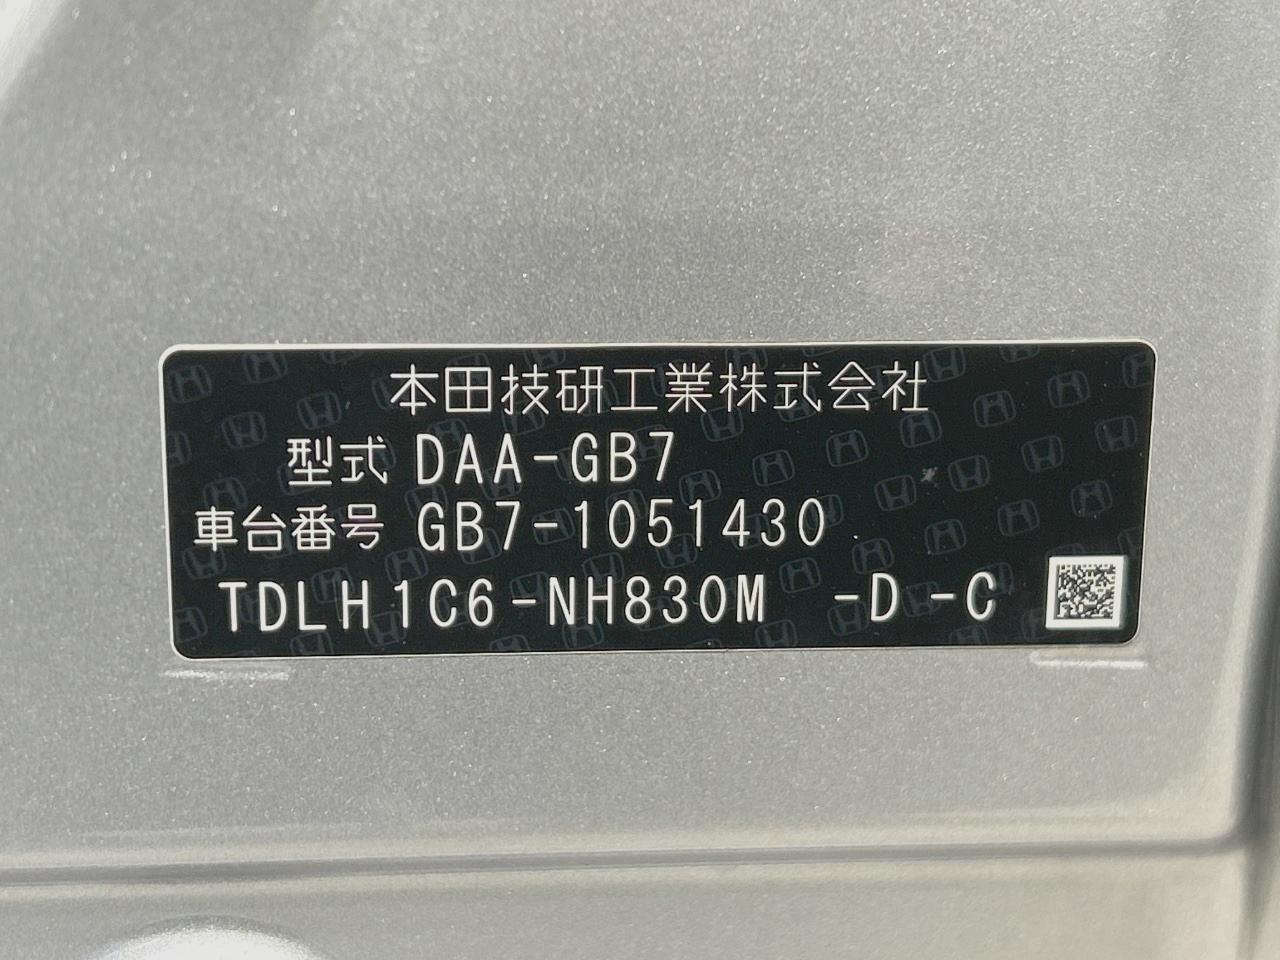 本田技研工業株式会社
型式 DAA-GB7
車台番号 GB7-1051430
TDLH1C6-NH830M -D-C